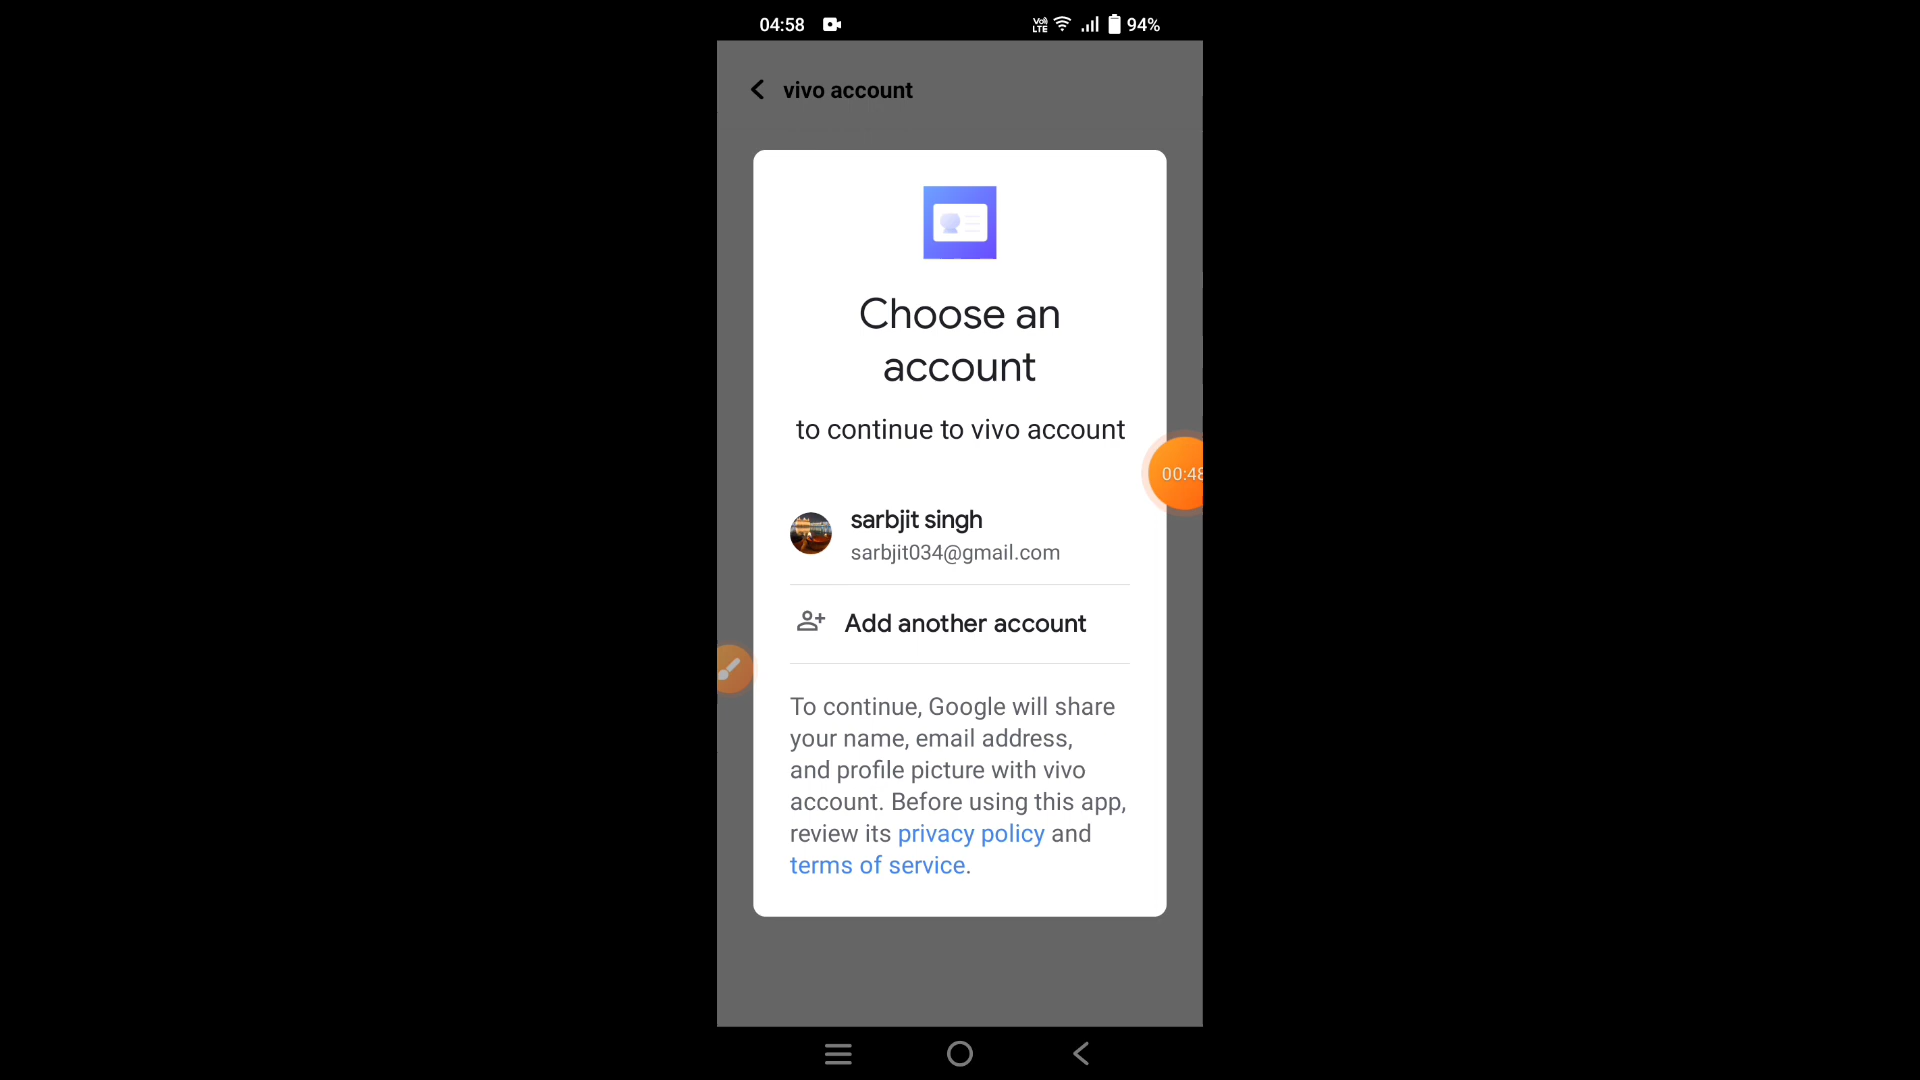 04:58
Vo) LTE 94%
vivo account
Choose an
account
to continue to vivo account
00:48
sarbjit singh
sarbjit034@gmail.com
Add another account
To continue, Google will share
your name, email address,
and profile picture with vivo
account. Before using this app,
review its privacy policy and
terms of service.